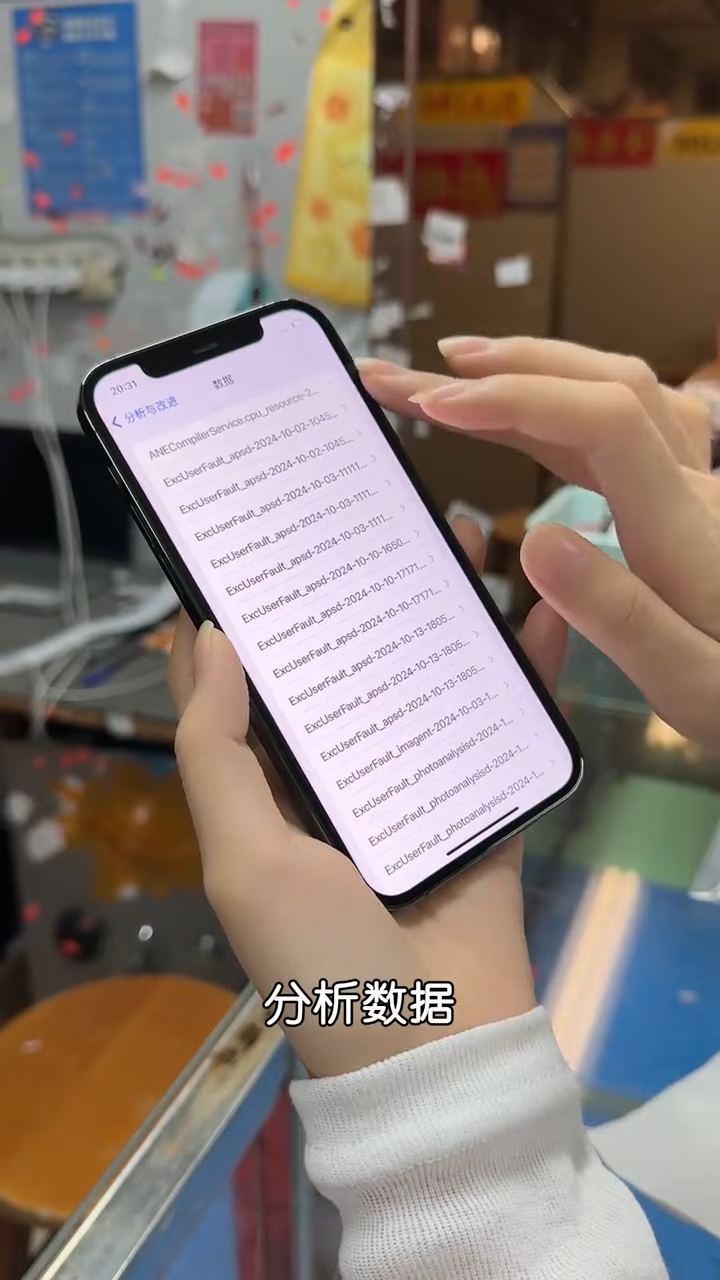 20:31
分析与改进
数据
ANECompilerService.cpu_resource-2...
ExcUserFault_apsd-2024-10-02-1045...
ExcUserFault_apsd-2024-10-02-1045...
ExcUserFault_apsd-2024-10-03-11111...
ExcUserFault_apsd-2024-10-03-1111...
ExcUserFault_apsd-2024-10-03-1111...
ExcUserFault_apsd-2024-10-10-1650...
ExcUserFault_apsd-2024-10-10-17171...
ExcUserFault_apsd-2024-10-10-17171...
ExcUserFault_apsd-2024-10-13-1805...
ExcUserFault_apsd-2024-10-13-1805...
ExcUserFault_apsd-2024-10-13-1805...
ExcUserFault_imagent-2024-10-03-1...
ExcUserFault_photoanalysisd-2024-1...
ExcUserFault_photoanalysisd-2024-1...
ExcUserFault_photoanalysisd-2024-1...
分析数据